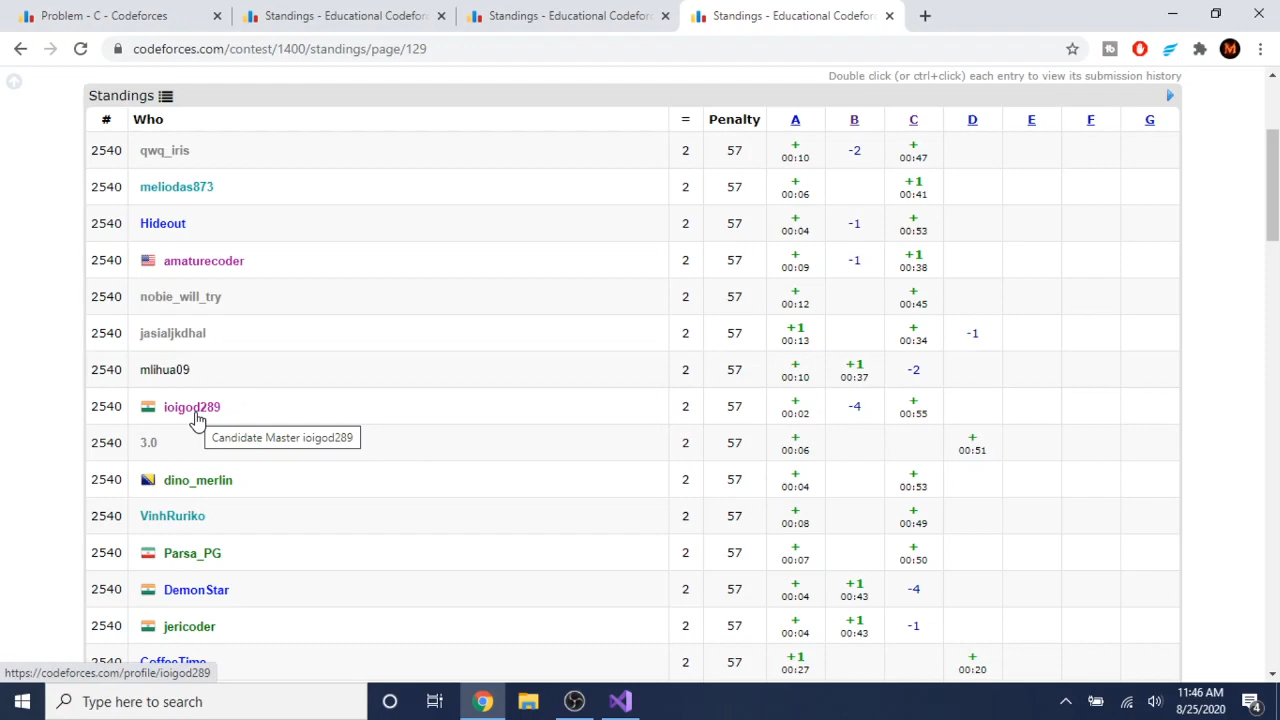 Problem - C - Codeforces
Standings - Educational Codefor
Standings - Educational Codefor
Standings - Educational Codefor
codeforces.com/contest/1400/standings/page/129
Double click (or ctrl+click) each entry to view its submission history
Standings
# Who = Penalty A B C D E F G
2540 qwq_iris 2 57 + 00:10 -2 + 00:47
2540 meliodas873 2 57 + 00:06 +1 00:41
2540 Hideout 2 57 + 00:04 -1 + 00:53
2540 amaturecoder 2 57 + 00:09 -1 +1 00:38
2540 nobie_will_try 2 57 + 00:12 + 00:45
2540 jasialjkdhal 2 57 +1 00:13 + 00:34 -1
2540 mlihua09 2 57 + 00:10 +1 00:37 -2
2540 ioigod289 2 57 + 00:02 -4 + 00:55
Candidate Master ioigod289
2540 3.0 2 57 + 00:06 + 00:51
2540 dino_merlin 2 57 + 00:04 + 00:53
2540 VinhRuriko 2 57 + 00:08 + 00:49
2540 Parsa_PG 2 57 + 00:07 + 00:50
2540 DemonStar 2 57 + 00:04 +1 00:43 -4
2540 jericoder 2 57 + 00:04 +1 00:43 -1
2540 CoffeeTime 2 57 +1 00:27 + 00:20
https://codeforces.com/profile/ioigod289
Type here to search
11:46 AM
8/25/2020
4